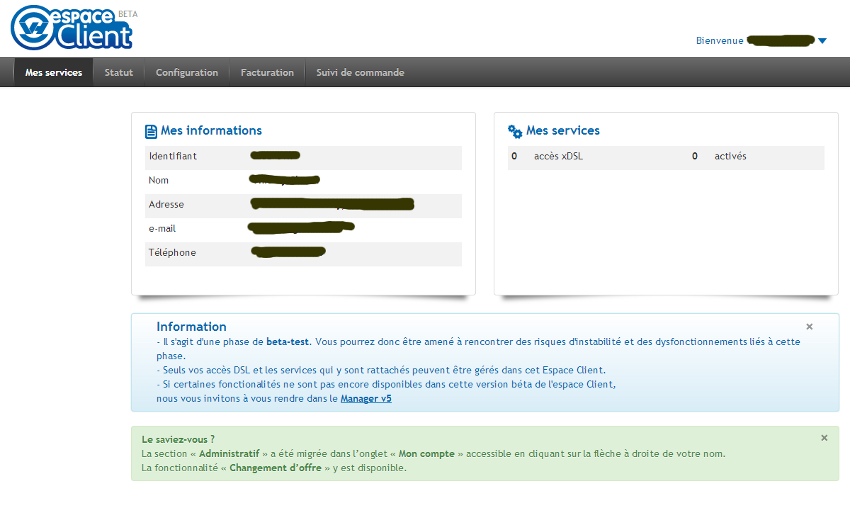 espace
Client
BETA
Bienvenue
Mes services
Statut
Configuration
Facturation
Suivi de commande
Mes informations
Identifiant
Nom
Adresse
e-mail
Téléphone
Mes services
0 accès xDSL 0 activés
Information
- Il s'agit d'une phase de beta-test. Vous pourrez donc être amené à rencontrer des risques d'instabilité et des dysfonctionnements liés à cette
phase.
- Seuls vos accès DSL et les services qui y sont rattachés peuvent être gérés dans cet Espace Client.
- Si certaines fonctionalités ne sont pas encore disponibles dans cette version béta de l'espace Client,
nous vous invitons à vous rendre dans le Manager v5
Le saviez-vous ?
La section « Administratif » a été migrée dans l'onglet « Mon compte » accessible en cliquant sur la flèche à droite de votre nom.
La fonctionnalité « Changement d'offre » y est disponible.